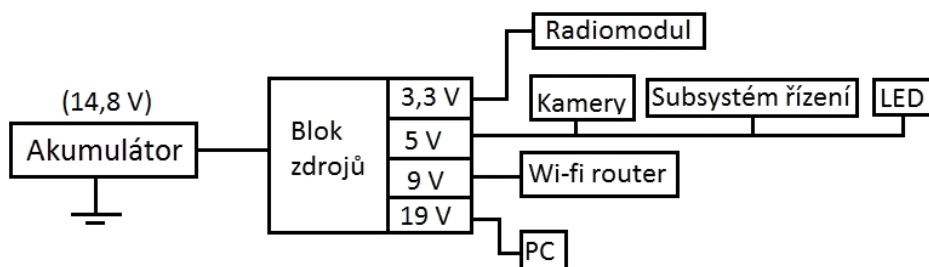 (14,8 V)
Akumulátor
Blok
zdrojů
3,3 V
5 V
9 V
19 V
Radiomodul
Kamery
Subsystém řízení
LED
Wi-fi router
PC